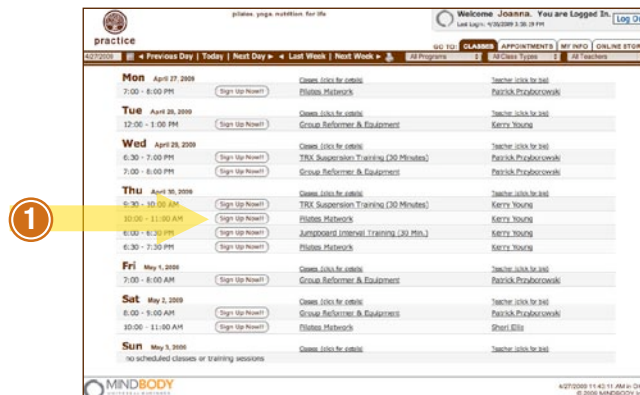 pilates. yoga. nutrition. for life
Welcome Joanna. You are Logged In. Log Ou
Last Login: 4/26/2009
practice
GO TO: CLASSES APPOINTMENTS MY INFO ONLINE STOR
4/27/2009 ◄ Previous Day | Today | Next Day ► ◄ Last Week | Next Week ► All Programs All Class Types All Teachers
Mon April 27, 2009 Classes (click for details) Teacher (click for bio)
7:00 - 8:00 PM Sign Up Now!! Pilates Matwork Patrick Przyborowski
Tue April 28, 2009 Classes (click for details) Teacher (click for bio)
12:00 - 1:00 PM Sign Up Now!! Group Reformer & Equipment Kerry Young
Wed April 29, 2009 Classes (click for details) Teacher (click for bio)
6:30 - 7:00 PM Sign Up Now!! TRX Suspension Training (30 Minutes) Patrick Przyborowski
7:00 - 8:00 PM Sign Up Now!! Group Reformer & Equipment Patrick Przyborowski
Thu April 30, 2009 Classes (click for details) Teacher (click for bio)
9:30 - 10:00 AM Sign Up Now!! TRX Suspension Training (30 Minutes) Kerry Young
1 10:00 - 11:00 AM Sign Up Now!! Pilates Matwork Kerry Young
6:00 - 6:30 PM Sign Up Now!! Jumpboard Interval Training (30 Min.) Kerry Young
6:30 - 7:30 PM Sign Up Now!! Pilates Matwork Kerry Young
Fri May 1, 2009 Classes (click for details) Teacher (click for bio)
7:00 - 8:00 AM Sign Up Now!! Group Reformer & Equipment Patrick Przyborowski
Sat May 2, 2009 Classes (click for details) Teacher (click for bio)
8:00 - 9:00 AM Sign Up Now!! Group Reformer & Equipment Patrick Przyborowski
10:00 - 11:00 AM Sign Up Now!! Pilates Matwork Sheri Ellis
Sun May 3, 2009 Classes (click for details) Teacher (click for bio)
no scheduled classes or training sessions
MINDBODY
4/27/2009 11:43:11 AM in
© 2009 MINDBODY In